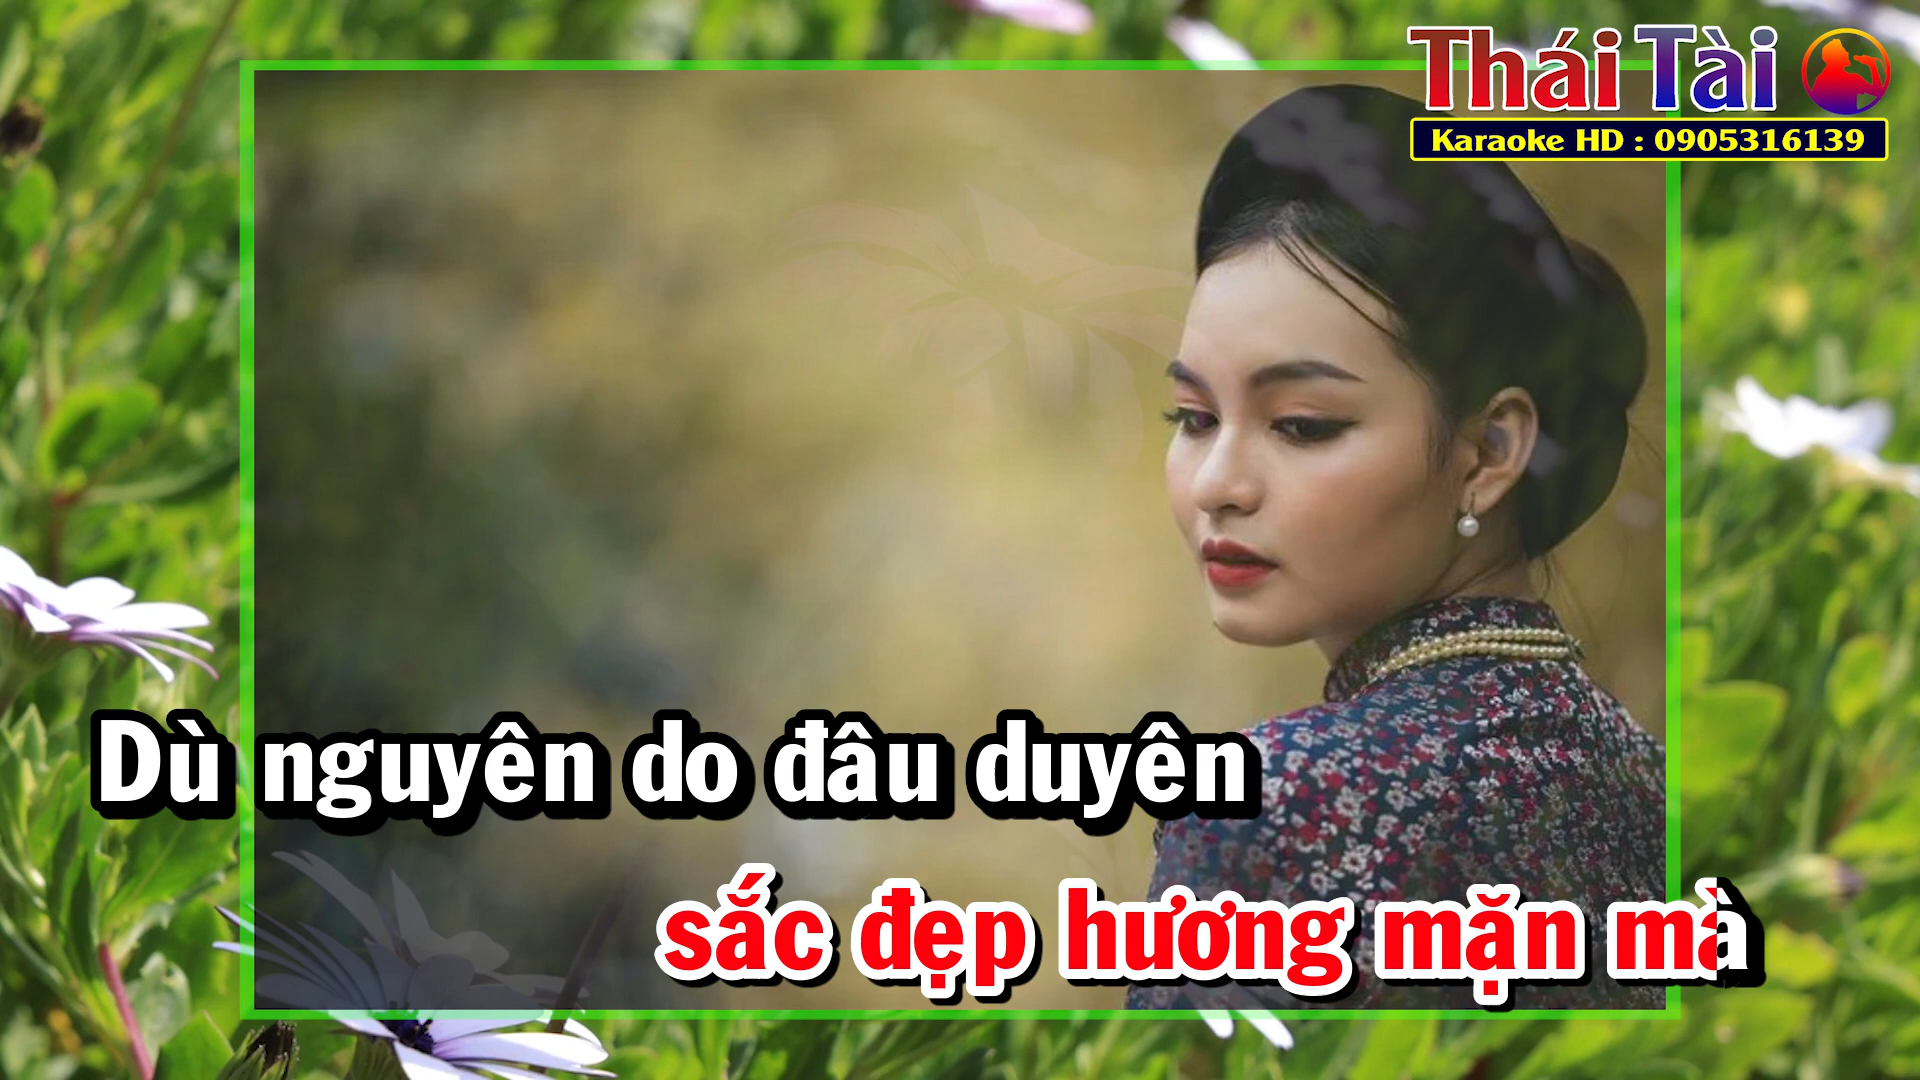 Thái Tài
Karaoke HD : 0905316139
Dù nguyên do đâu duyên
sắc đẹp hương mặn mà